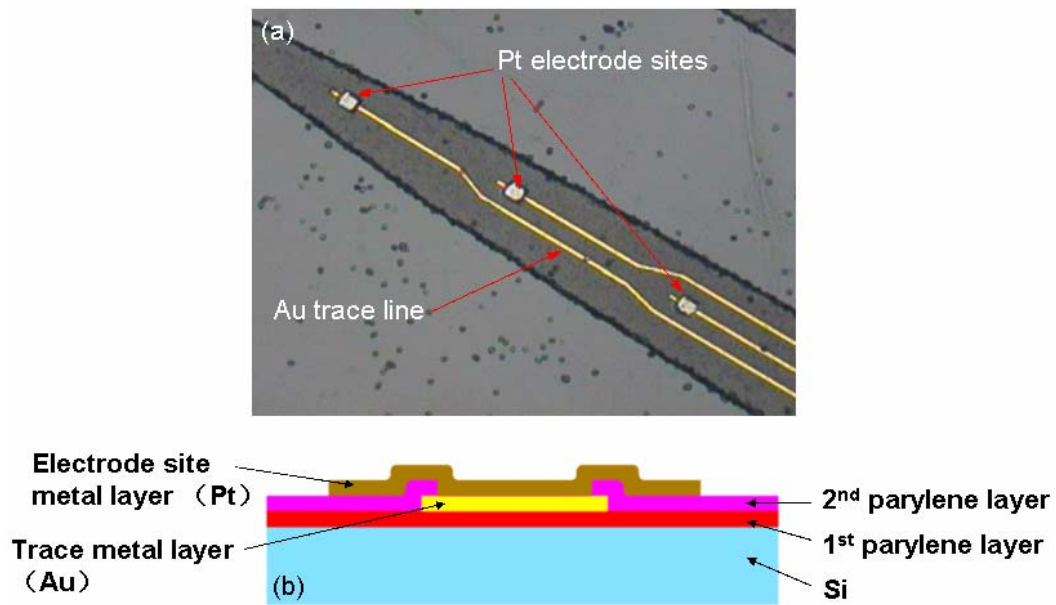 (a)
Pt electrode sites
Au trace line
Electrode site
metal layer （Pt）
2nd parylene layer
Trace metal layer
（Au）
1st parylene layer
(b)
Si